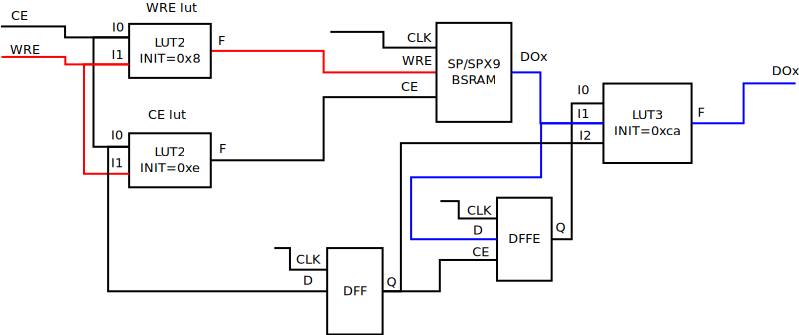 WRE lut
CE
I0
WRE
I1
LUT2
INIT=0x8
F
CLK
WRE
CE
SP/SPX9
BSRAM
DOx
CE lut
I0
I1
LUT2
INIT=0xe
F
I0
I1
I2
LUT3
INIT=0xca
F
DOx
CLK
D
CE
DFFE
Q
CLK
D
DFF
Q